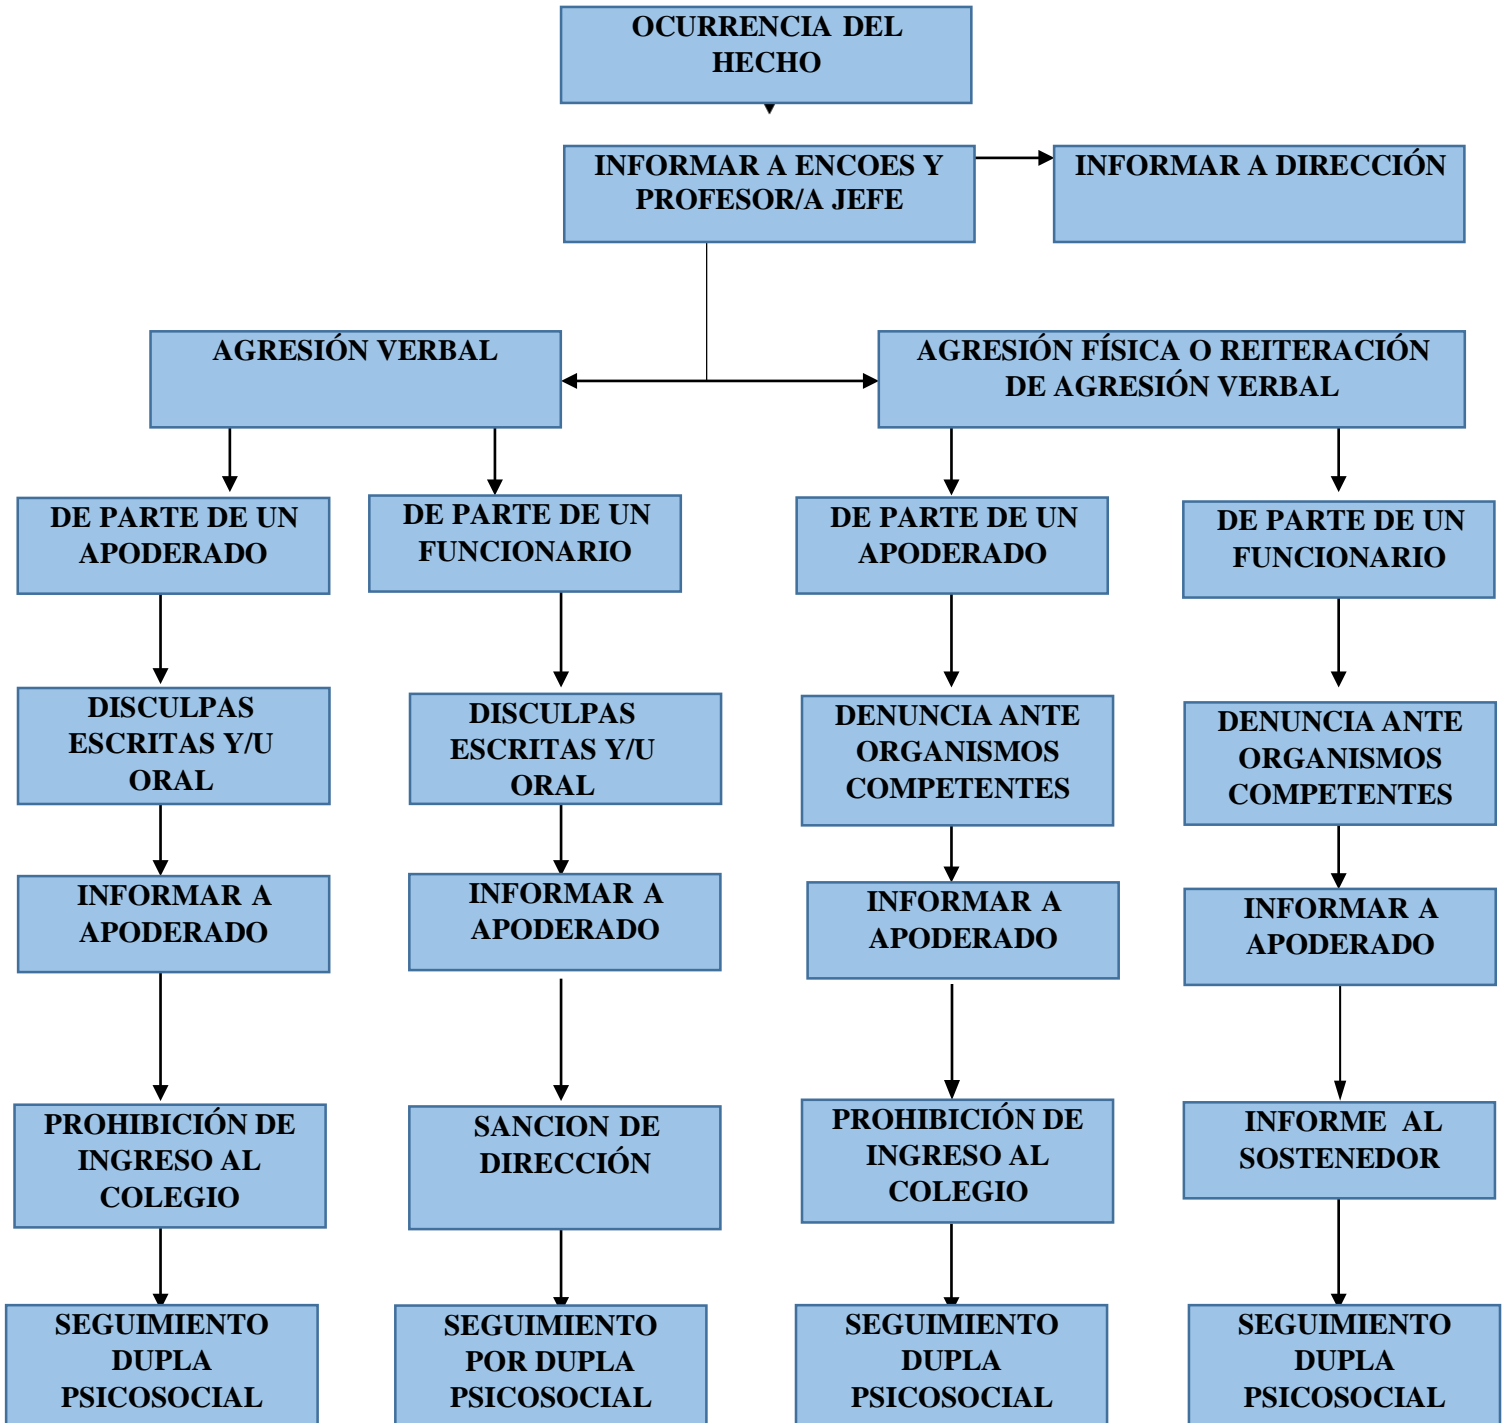 OCURRENCIA DEL
HECHO
INFORMAR A ENCOES Y
PROFESOR/A JEFE
INFORMAR A DIRECCIÓN
AGRESIÓN VERBAL
AGRESIÓN FÍSICA O REITERACIÓN
DE AGRESIÓN VERBAL
DE PARTE DE UN
APODERADO
DE PARTE DE UN
FUNCIONARIO
DE PARTE DE UN
APODERADO
DE PARTE DE UN
FUNCIONARIO
DISCULPAS
ESCRITAS Y/U
ORAL
DISCULPAS
ESCRITAS Y/U
ORAL
DENUNCIA ANTE
ORGANISMOS
COMPETENTES
DENUNCIA ANTE
ORGANISMOS
COMPETENTES
INFORMAR A
APODERADO
INFORMAR A
APODERADO
INFORMAR A
APODERADO
INFORMAR A
APODERADO
PROHIBICIÓN DE
INGRESO AL
COLEGIO
SANCION DE
DIRECCIÓN
PROHIBICIÓN DE
INGRESO AL
COLEGIO
INFORME AL
SOSTENEDOR
SEGUIMIENTO
DUPLA
PSICOSOCIAL
SEGUIMIENTO
POR DUPLA
PSICOSOCIAL
SEGUIMIENTO
DUPLA
PSICOSOCIAL
SEGUIMIENTO
DUPLA
PSICOSOCIAL